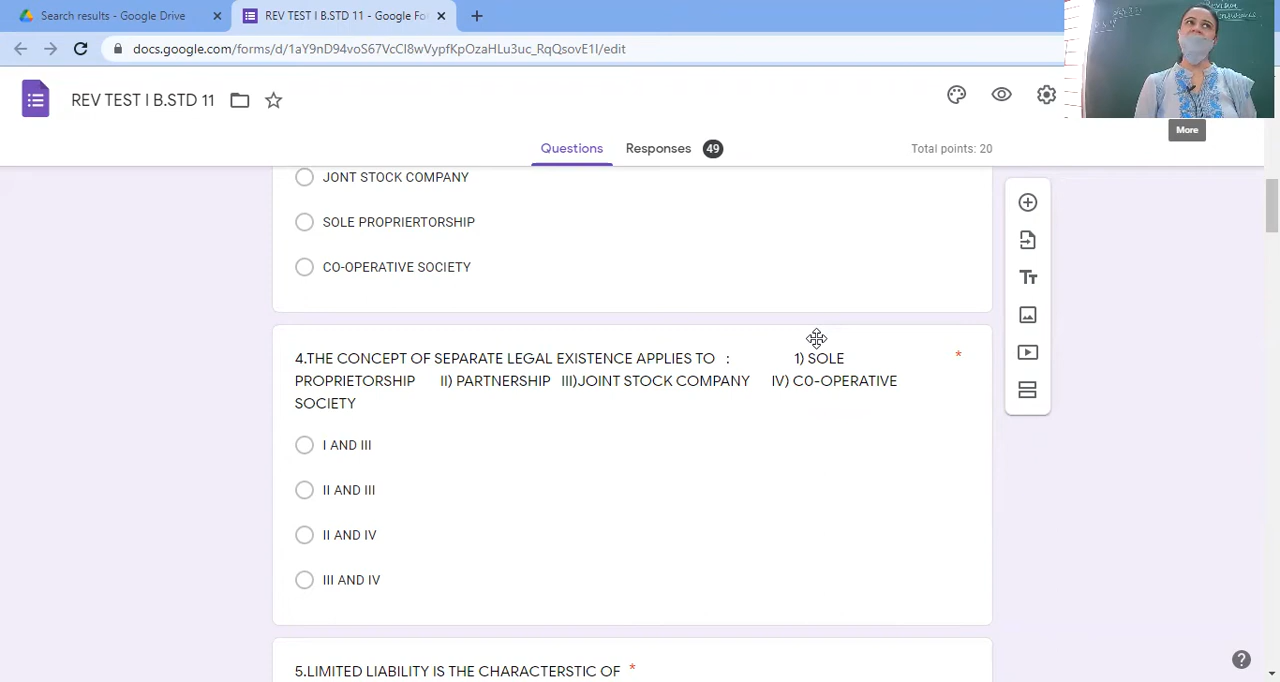 Search results - Google Drive
REV TEST I B.STD 11 - Google Fo
docs.google.com/forms/d/1aY9nD94voS67VcCI8wVypfKpOzaHLu3uc_RqQsovE1I/edit
REV TEST I B.STD 11
More
Questions
Responses 49
Total points: 20
JONT STOCK COMPANY
SOLE PROPRIERTORSHIP
CO-OPERATIVE SOCIETY
4.THE CONCEPT OF SEPARATE LEGAL EXISTENCE APPLIES TO : 1) SOLE *
PROPRIETORSHIP II) PARTNERSHIP III)JOINT STOCK COMPANY IV) C0-OPERATIVE
SOCIETY
I AND III
II AND III
II AND IV
III AND IV
5.LIMITED LIABILITY IS THE CHARACTERSTIC OF *